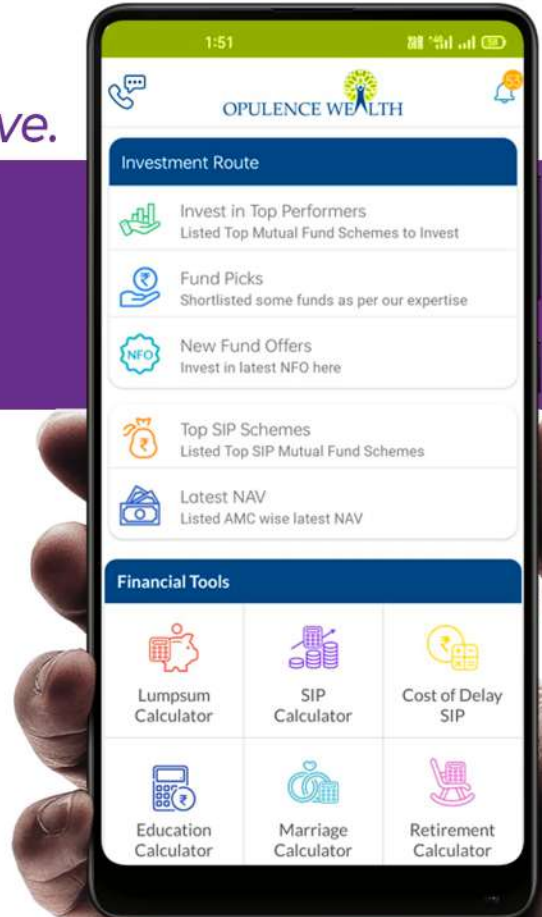 ve.
1:51
58
OPULENCE WEALTH
53
Investment Route
Invest in Top Performers
Listed Top Mutual Fund Schemes to Invest
₹
Fund Picks
Shortlisted some funds as per our expertise
NFO
New Fund Offers
Invest in latest NFO here
₹
Top SIP Schemes
Listed Top SIP Mutual Fund Schemes
Latest NAV
Listed AMC wise latest NAV
Financial Tools
₹
Lumpsum
Calculator
SIP
Calculator
Cost of Delay
SIP
₹
Education
Calculator
Marriage
Calculator
Retirement
Calculator